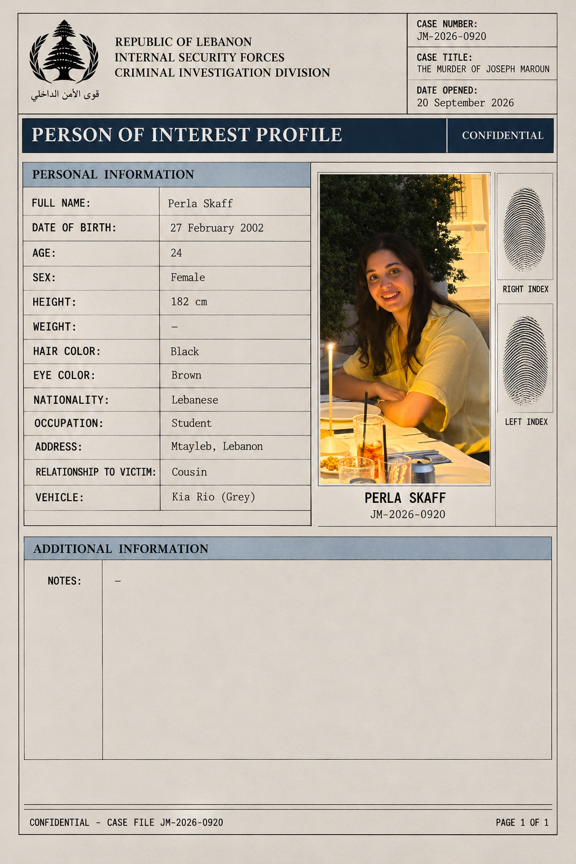 REPUBLIC OF LEBANON
INTERNAL SECURITY FORCES
CRIMINAL INVESTIGATION DIVISION
قوى الأمن الداخلي
CASE NUMBER:
JM-2026-0920
CASE TITLE:
THE MURDER OF JOSEPH MAROUN
DATE OPENED:
20 September 2026
PERSON OF INTEREST PROFILE
CONFIDENTIAL
PERSONAL INFORMATION
FULL NAME: Perla Skaff
DATE OF BIRTH: 27 February 2002
AGE: 24
SEX: Female
HEIGHT: 182 cm
WEIGHT: –
HAIR COLOR: Black
EYE COLOR: Brown
NATIONALITY: Lebanese
OCCUPATION: Student
ADDRESS: Mtayleb, Lebanon
RELATIONSHIP TO VICTIM: Cousin
VEHICLE: Kia Rio (Grey)
RIGHT INDEX
LEFT INDEX
PERLA SKAFF
JM-2026-0920
ADDITIONAL INFORMATION
NOTES: –
CONFIDENTIAL - CASE FILE JM-2026-0920
PAGE 1 OF 1